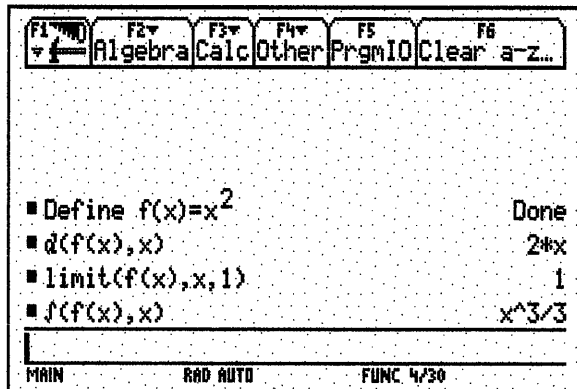 F1 F2 F3 F4 F5 F6
Algebra Calc Other PrgmIO Clear a-z…
Define f(x)=x² Done
d(f(x),x) 2*x
limit(f(x),x,1) 1
∫(f(x),x) x^3/3
MAIN RAD AUTO FUNC 4/30